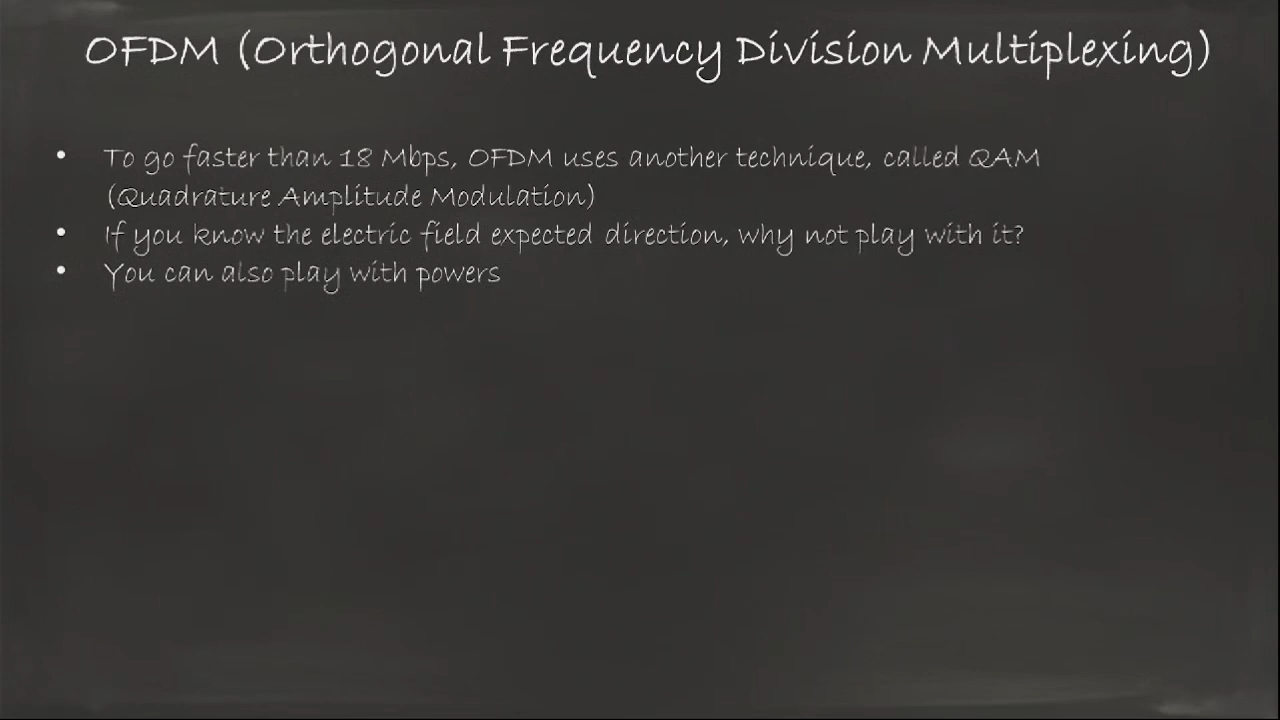 OFDM (Orthogonal Frequency Division Multiplexing)
• To go faster than 18 Mbps, OFDM uses another technique, called QAM
(Quadrature Amplitude Modulation)
• If you know the electric field expected direction, why not play with it?
• You can also play with powers